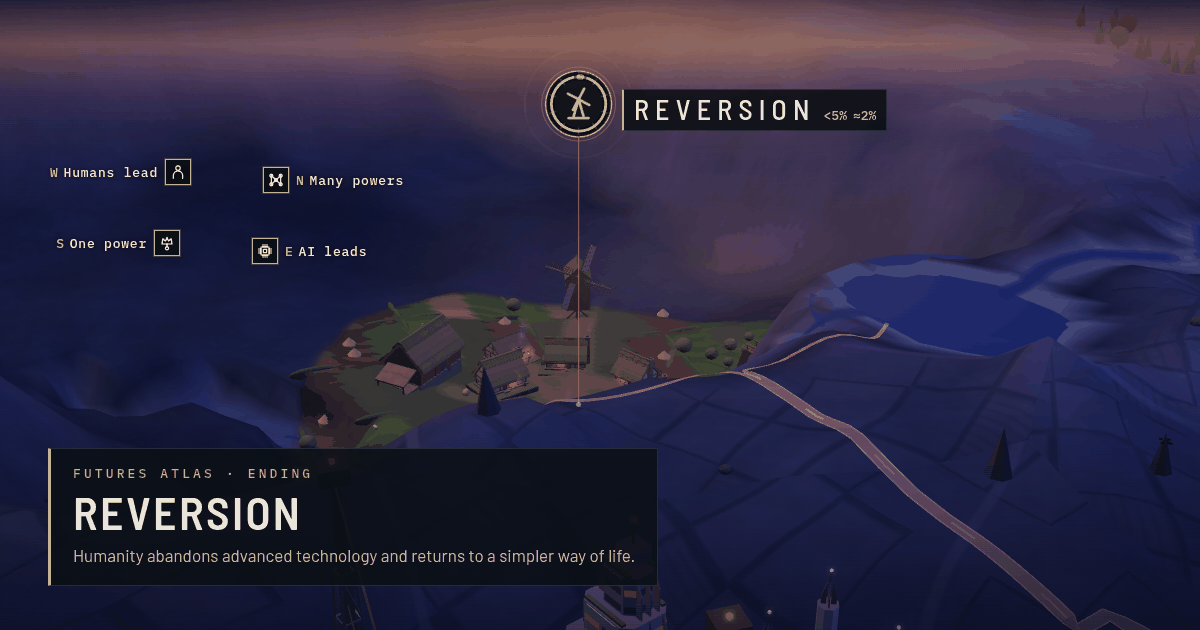 REVERSION <5% ≈2%
W Humans lead
N Many powers
S One power
E AI leads
FUTURES ATLAS · ENDING
REVERSION
Humanity abandons advanced technology and returns to a simpler way of life.